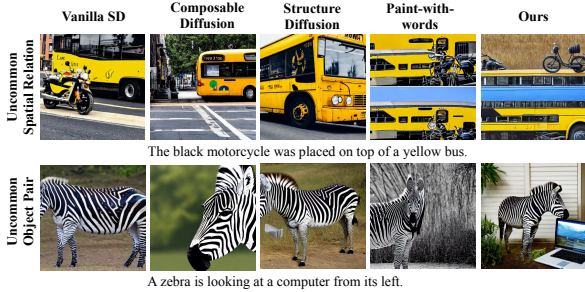 Vanilla SD
Composable
Diffusion
Structure
Diffusion
Paint-with-
words
Ours
Uncommon
Spatial Relation
The black motorcycle was placed on top of a yellow bus.
Uncommon
Object Pair
A zebra is looking at a computer from its left.